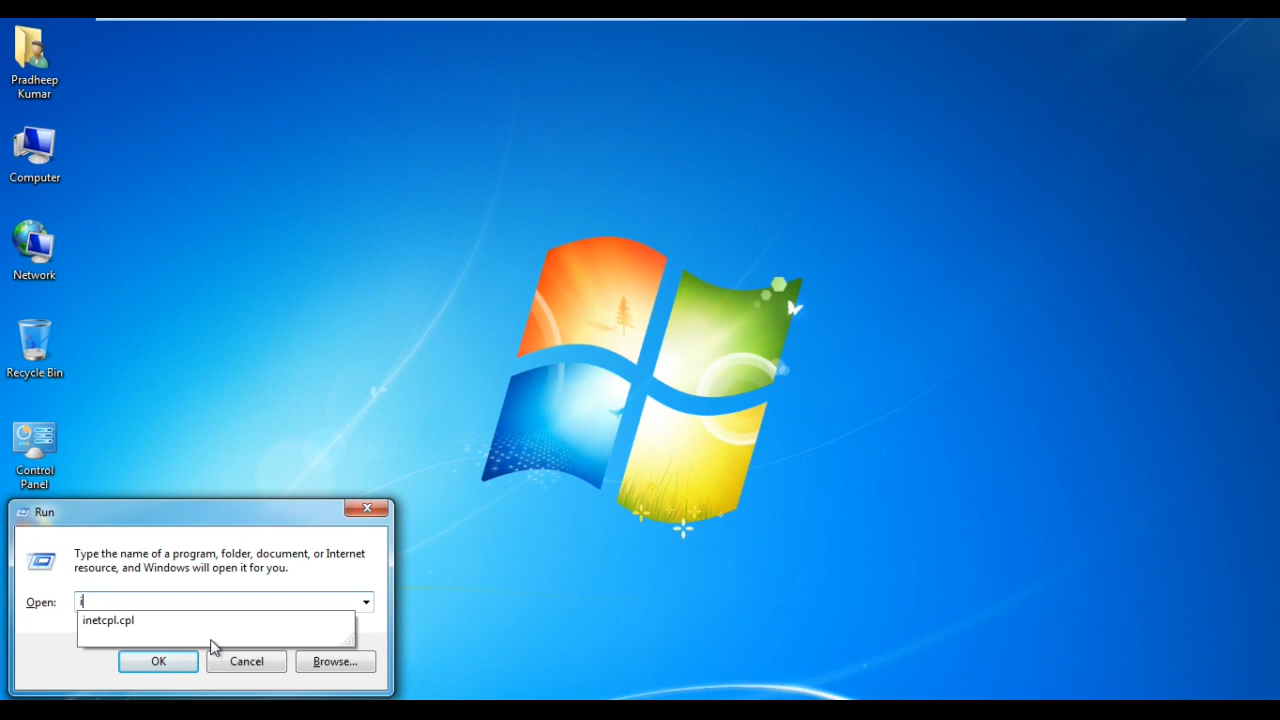 Pradheep
Kumar
Computer
Network
Recycle Bin
Control
Panel
Run
Type the name of a program, folder, document, or Internet
resource, and Windows will open it for you.
Open:
i
inetcpl.cpl
OK
Cancel
Browse...